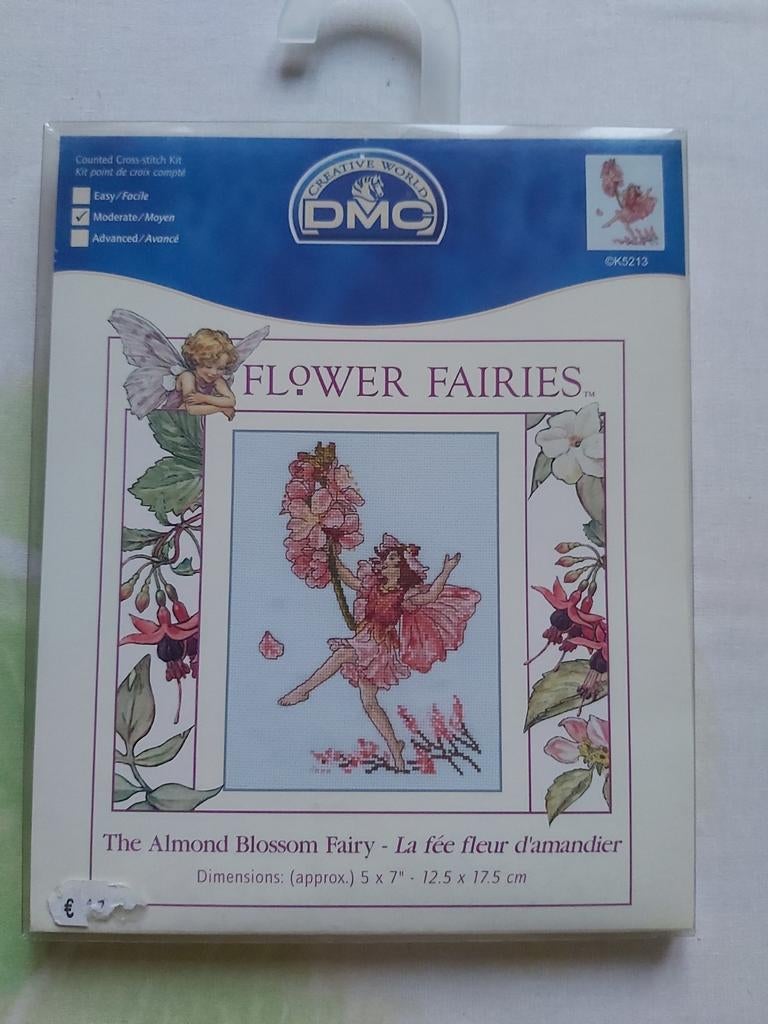 Counted Cross-stitch Kit
Kit point de croix compté
Easy/Facile
Moderate/Moyen
Advanced/Avancé
CREATIVE WORLD
DMC
©K5213
FLOWER FAIRIES™
The Almond Blossom Fairy - La fée fleur d'amandier
Dimensions: (approx.) 5 x 7" - 12.5 x 17.5 cm
€